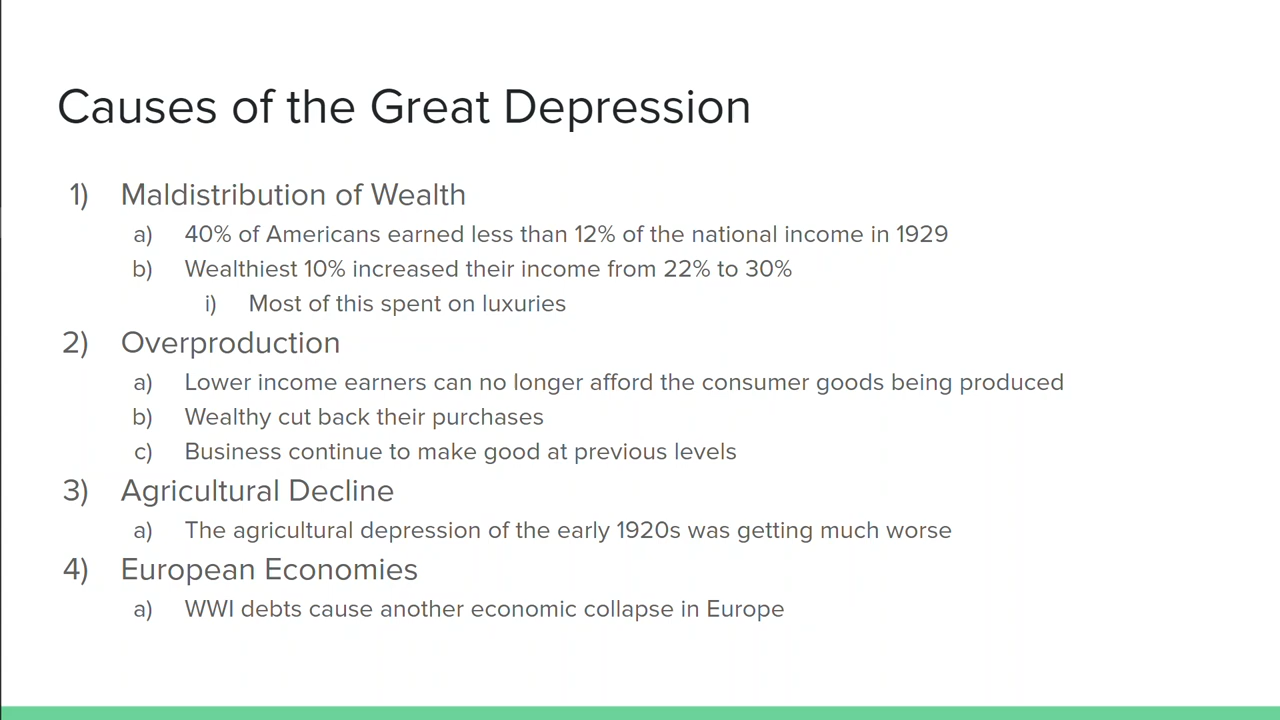 Causes of the Great Depression
1) Maldistribution of Wealth
a) 40% of Americans earned less than 12% of the national income in 1929
b) Wealthiest 10% increased their income from 22% to 30%
i) Most of this spent on luxuries
2) Overproduction
a) Lower income earners can no longer afford the consumer goods being produced
b) Wealthy cut back their purchases
c) Business continue to make good at previous levels
3) Agricultural Decline
a) The agricultural depression of the early 1920s was getting much worse
4) European Economies
a) WWI debts cause another economic collapse in Europe